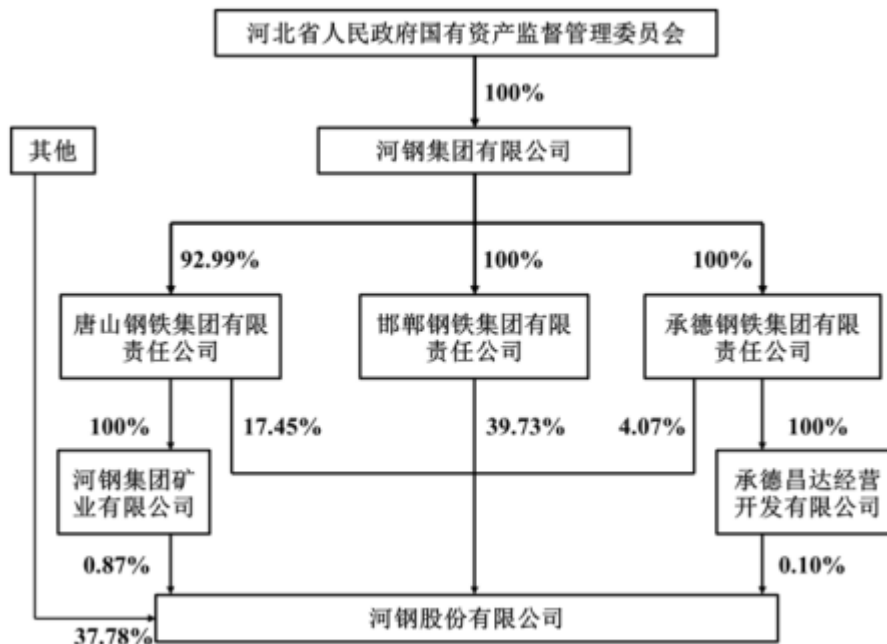 河北省人民政府国有资产监督管理委员会
100%
其他
河钢集团有限公司
92.99%
100%
100%
唐山钢铁集团有限
责任公司
邯郸钢铁集团有限
责任公司
承德钢铁集团有限
责任公司
100%
17.45%
39.73%
4.07%
100%
河钢集团矿
业有限公司
承德昌达经营
开发有限公司
0.87%
0.10%
河钢股份有限公司
37.78%